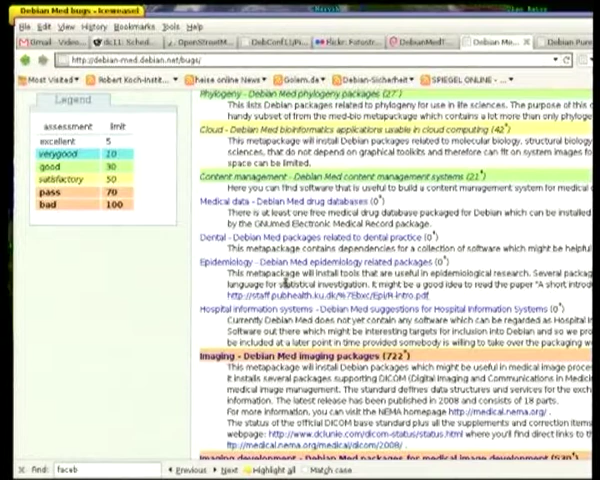 Debian Med bugs - Iceweasel
File Edit View History Bookmarks Tools Help
Gmail - Videa... dc11: Sched... OpenStreetM... DebConf11/Pi... Flickr: Fotostr... DebianMedT... Debian Me... Debian Pure
http://debian-med.debian.net/bugs/
Most Visited Robert Koch-Instit... heise online News Golem.de Debian-Sicherheit SPIEGEL ONLINE - ...
Legend
assessment limit
excellent 5
verygood 10
good 30
satisfactory 50
pass 70
bad 100
Phylogeny - Debian Med phylogeny packages (27*)
This lists Debian packages related to phylogeny for use in life sciences. The purpose of this
handy subset of from the med-bio metapackage which contains a lot more than only phyloge
Cloud - Debian Med bioinformatics applications usable in cloud computing (42*)
This metapackage will install Debian packages related to molecular biology, structural biology
sciences, that do not depend on graphical toolkits and therefore can fit on system images fo
space can be limited.
Content management - Debian Med content management systems (21*)
Here you can find software that is useful to build a content management system for medical
Medical data - Debian Med drug databases (0*)
There is at least one free medical drug database packaged for Debian which can be installed
by the GNUmed Electronic Medical Record package.
Dental - Debian Med packages related to dental practice (0*)
This metapackage contains dependencies for a collection of software which might be helpful
Epidemiology - Debian Med epidemiology related packages (0*)
This metapackage will install tools that are useful in epidemiological research. Several packag
language for statistical investigation. It might be a good idea to read the paper "A short introd
http://staff.pubhealth.ku.dk/%7Ebxc/Epi/R-intro.pdf
Hospital information systems - Debian Med suggestions for Hospital Information Systems (0*)
Currently Debian Med does not yet contain any software which can be regarded as Hospital I
Software out there which might be interesting targets for inclusion into Debian and so we pro
be included at a later point in time provided somebody is willing to take over the packaging w
Imaging - Debian Med imaging packages (722*)
This metapackage will install Debian packages which might be useful in medical image proce
It installs several packages supporting DICOM (Digital Imaging and Communications in Medici
medical image management. The standard defines data structures and services for the exch
information. The latest release has been published in 2008 and consists of 18 parts.
For more information, you can visit the NEMA homepage http://medical.nema.org/ .
The status of the official DICOM base standard plus all the supplements and correction items
webpage: http://www.dclunie.com/dicom-status/status.html where you'll find direct links to th
ftp://medical.nema.org/medical/dicom/2008/ .
Imaging development - Debian Med packages for medical image development (530*)
Find: faceb Previous Next Highlight all Match case